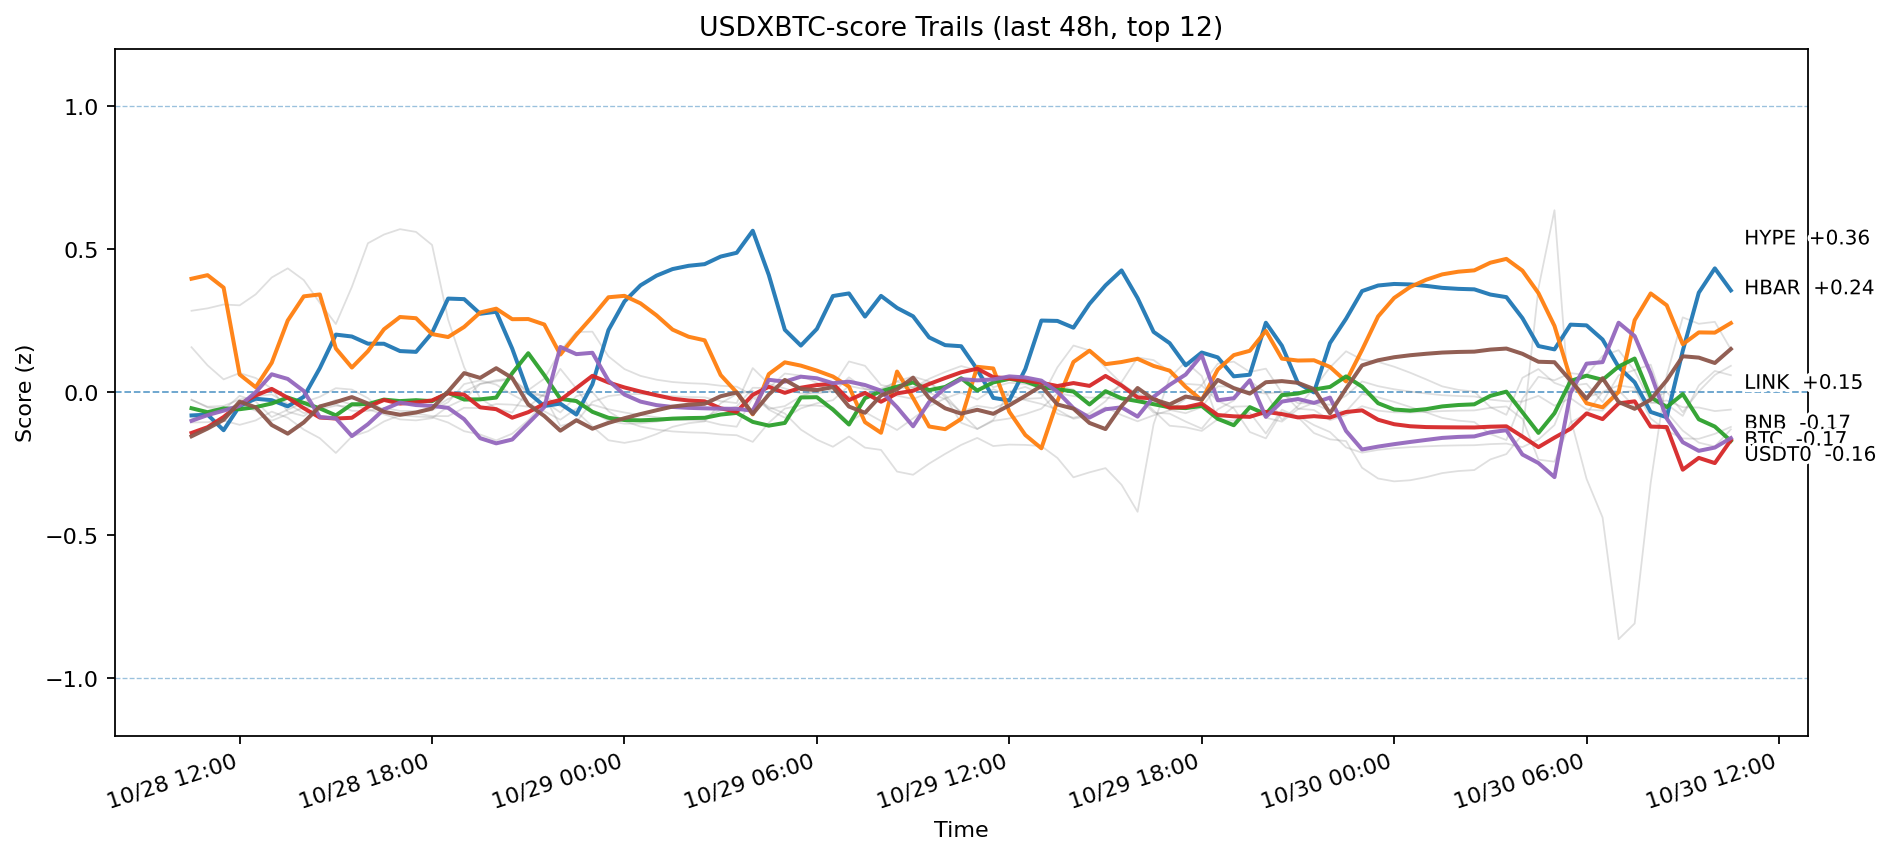 USDXBTC-score Trails (last 48h, top 12)
Score (z)
1.0
0.5
0.0
−0.5
−1.0
HYPE +0.36
HBAR +0.24
LINK +0.15
BNB -0.17
BTC -0.17
USDT0 -0.16
10/28 12:00
10/28 18:00
10/29 00:00
10/29 06:00
10/29 12:00
10/29 18:00
10/30 00:00
10/30 06:00
10/30 12:00
Time